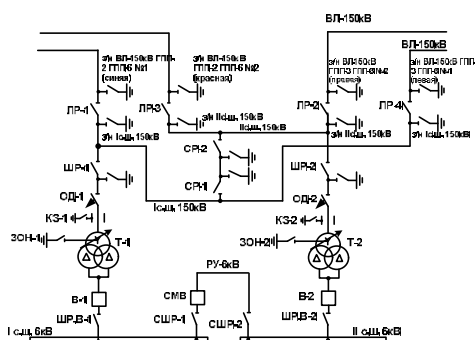 ВЛ-150кВ
з/н ВЛ-150кВ ГПП-
2 ГПП-6 №1
(синяя)
з/н ВЛ-150кВ
ГПП-2 ГПП-6 №2
(красная)
з/н ВЛ-150кВ
(правая)
ВЛ-150кВ
(левая)
ЛР-1
ЛР-3
ЛР-2
ЛР-4
з/н Iс.ш, 150кВ
з/н IIс.ш, 150кВ
IIс.ш, 150кВ
з/н IIс.ш, 150кВ
з/н Iс.ш, 150кВ
СР-2
ШР-1
ШР-2
СР-1
ОД-1
ОД-2
Iс.ш, 150кВ
КЗ-1
КЗ-2
ЗОН-1
Т-1
ЗОН-2
Т-2
РУ-6кВ
В-1
СМВ
В-2
ШР,В-1
СШР-1
СШР-2
ШР,В-2
I с.ш, 6кВ
II с.ш, 6кВ